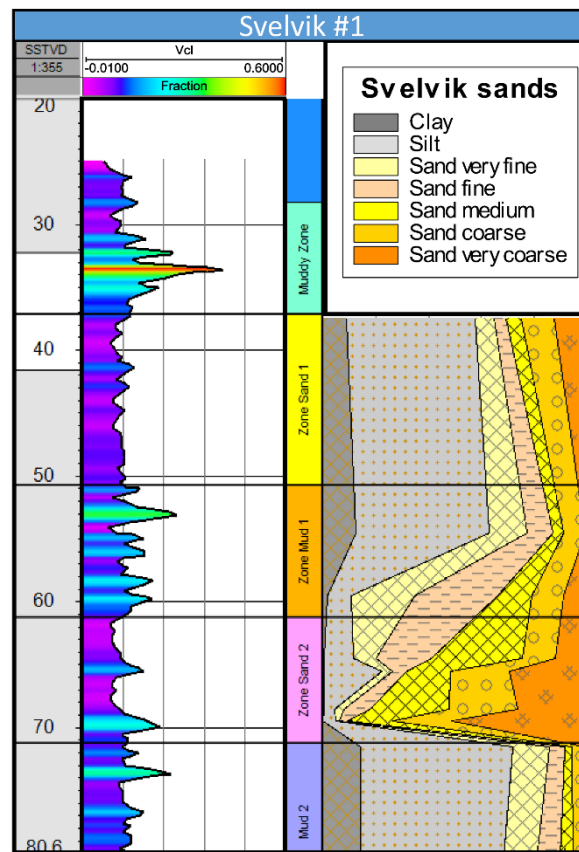 Svelvik #1
SSTVD
1:355
Vcl
-0.0100 0.6000
Fraction
Svelvik sands
Clay
Silt
Sand very fine
Sand fine
Sand medium
Sand coarse
Sand very coarse
20
30
40
50
60
70
80.6
Muddy Zone
Zone Sand 1
Zone Mud 1
Zone Sand 2
Mud 2